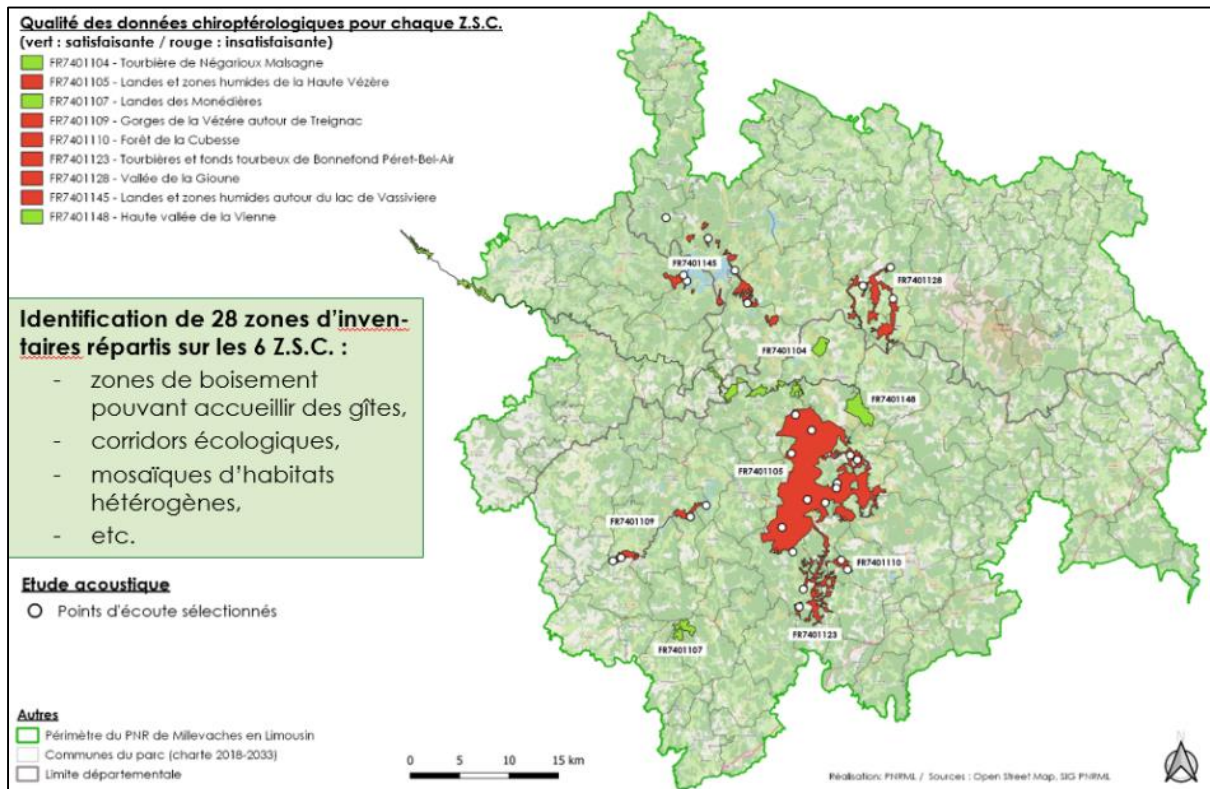 Qualité des données chiroptérologiques pour chaque Z.S.C.
(vert : satisfaisante / rouge : insatisfaisante)
FR7401104 - Tourbière de Négarioux Malsagne
FR7401105 - Landes et zones humides de la Haute Vézère
FR7401107 - Landes des Monédières
FR7401109 - Gorges de la Vézére autour de Treignac
FR7401110 - Forêt de la Cubesse
FR7401123 - Tourbières et fonds tourbeux de Bonnefond Péret-Bel-Air
FR7401128 - Vallée de la Gioune
FR7401145 - Landes et zones humides autour du lac de Vassiviere
FR7401148 - Haute vallée de la Vienne
Identification de 28 zones d'inven-
taires répartis sur les 6 Z.S.C. :
- zones de boisement
pouvant accueillir des gîtes,
- corridors écologiques,
- mosaïques d'habitats
hétérogènes,
- etc.
Etude acoustique
Points d'écoute sélectionnés
FR7401145
FR7401128
FR7401104
FR7401148
FR7401105
FR7401109
FR7401110
FR7401123
FR7401107
Autres
Périmètre du PNR de Millevaches en Limousin
Communes du parc (charte 2018-2033)
Limite départementale
0 5 10 15 km
Réalisation: PNRML / Sources : Open Street Map, SIG PNRML
N